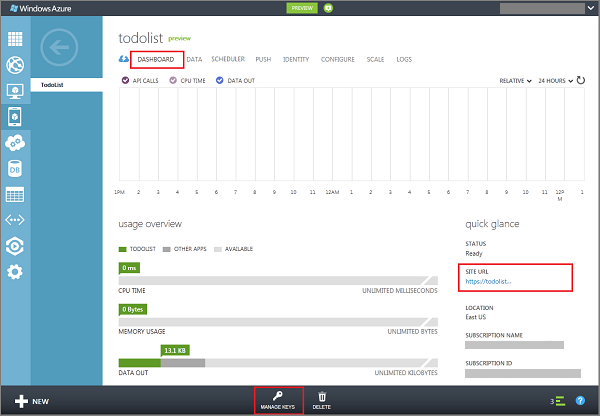 Windows Azure
PREVIEW
todolist preview
DASHBOARD DATA SCHEDULER PUSH IDENTITY CONFIGURE SCALE LOGS
TodoList
API CALLS CPU TIME DATA OUT
RELATIVE 24 HOURS
1PM 2 3 4 5 6 7 8 9 10 11 12AM 1 2 3 4 5 6 7 8 9 10 11 12PM 1
usage overview
TODOLIST OTHER APPS AVAILABLE
0 ms
CPU TIME UNLIMITED MILLISECONDS
0 Bytes
MEMORY USAGE UNLIMITED BYTES
13.1 KB
DATA OUT UNLIMITED KILOBYTES
quick glance
STATUS
Ready
SITE URL
https://todolist...
LOCATION
East US
SUBSCRIPTION NAME
SUBSCRIPTION ID
DB
NEW
MANAGE KEYS
DELETE
3
?